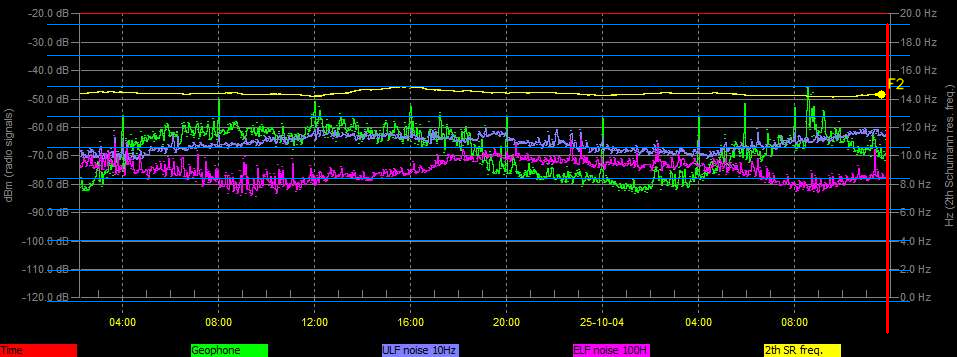 -20.0 dB 20.0 Hz
-30.0 dB 18.0 Hz
-40.0 dB 16.0 Hz
F2
-50.0 dB 14.0 Hz
-60.0 dB 12.0 Hz
-70.0 dB 10.0 Hz
-80.0 dB 8.0 Hz
-90.0 dB 6.0 Hz
-100.0 dB 4.0 Hz
-110.0 dB 2.0 Hz
-120.0 dB 0.0 Hz
dBm (radio signals)
Hz (2th Schumann res. freq.)
04:00 08:00 12:00 16:00 20:00 25-10-04 04:00 08:00
Time Geophone ULF noise 10Hz ELF noise 100H 2th SR freq.